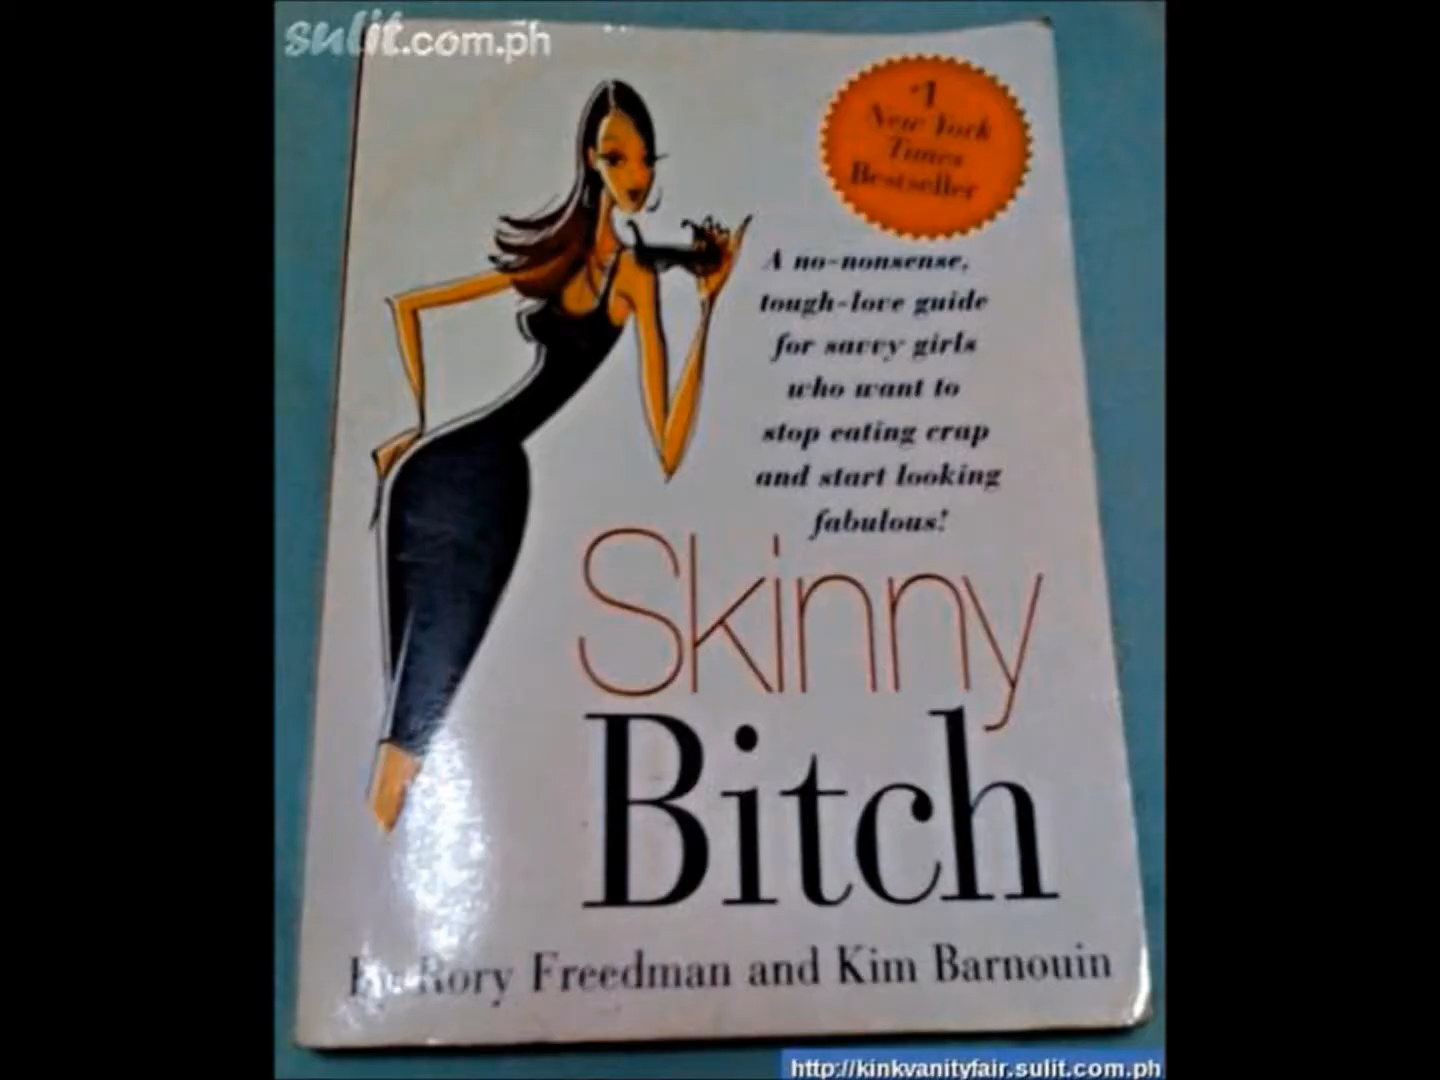 sulit.com.ph
#1
New York
Times
Bestseller
A no-nonsense,
tough-love guide
for savvy girls
who want to
stop eating crap
and start looking
fabulous!
Skinny
Bitch
By Rory Freedman and Kim Barnouin
http://kinkvanityfair.sulit.com.ph